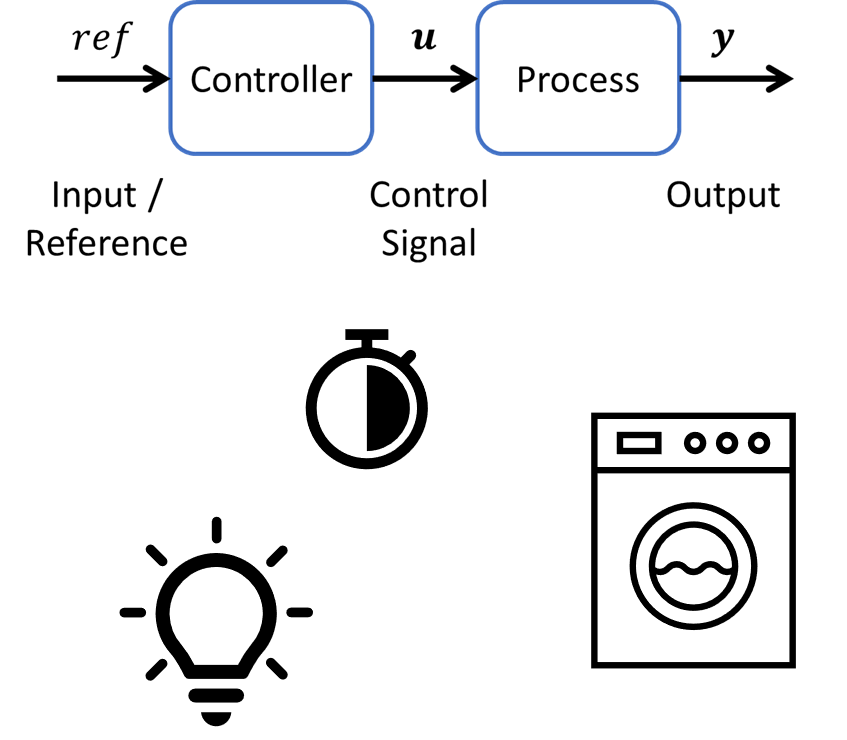 ref u y
Controller Process
Input / Control Output
Reference Signal